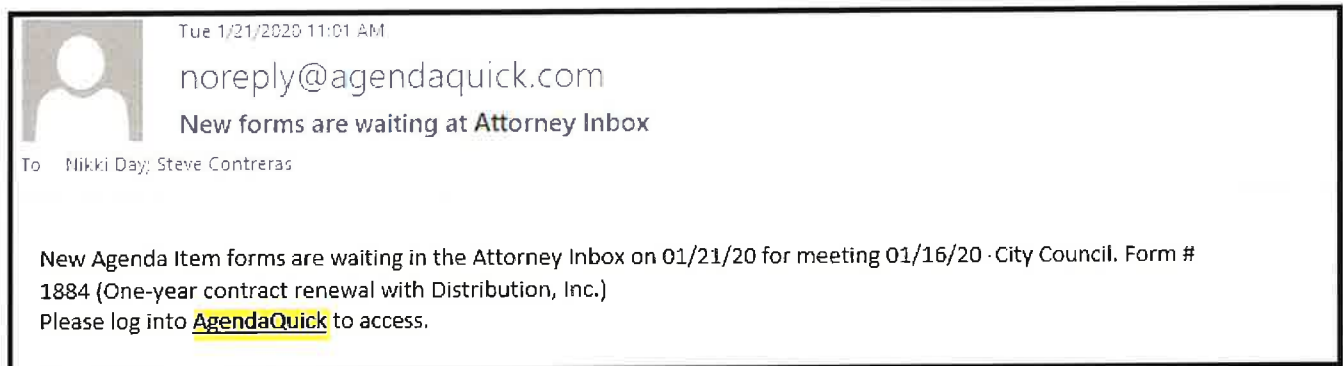 Tue 1/21/2020 11:01 AM
noreply@agendaquick.com
New forms are waiting at Attorney Inbox
To Nikki Day; Steve Contreras
New Agenda Item forms are waiting in the Attorney Inbox on 01/21/20 for meeting 01/16/20 - City Council. Form #
1884 (One-year contract renewal with Distribution, Inc.)
Please log into AgendaQuick to access.